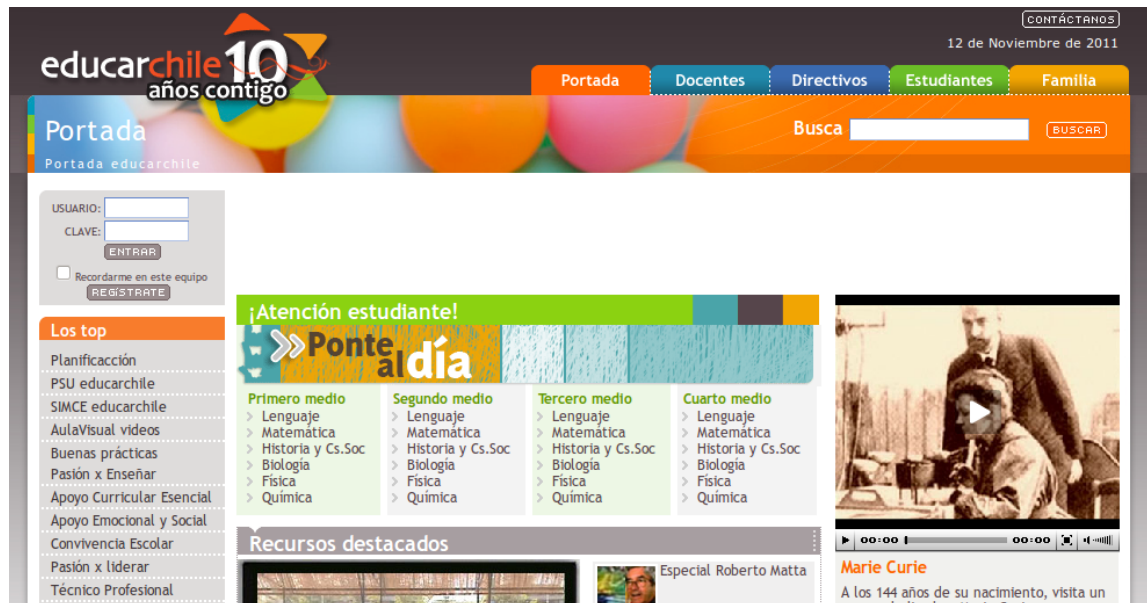 CONTÁCTANOS
12 de Noviembre de 2011
educarchile 10
años contigo
Portada
Docentes
Directivos
Estudiantes
Familia
Portada
Portada educarchile
Busca
BUSCAR
USUARIO:
CLAVE:
ENTRAR
Recordarme en este equipo
REGÍSTRATE
Los top
Planificacción
PSU educarchile
SIMCE educarchile
AulaVisual videos
Buenas prácticas
Pasión x Enseñar
Apoyo Curricular Esencial
Apoyo Emocional y Social
Convivencia Escolar
Pasión x liderar
Técnico Profesional
¡Atención estudiante!
Ponte
al día
Primero medio
Lenguaje
Matemática
Historia y Cs.Soc
Biología
Física
Química
Segundo medio
Lenguaje
Matemática
Historia y Cs.Soc
Biología
Física
Química
Tercero medio
Lenguaje
Matemática
Historia y Cs.Soc
Biología
Física
Química
Cuarto medio
Lenguaje
Matemática
Historia y Cs.Soc
Biología
Física
Química
Recursos destacados
Especial Roberto Matta
00:00
00:00
Marie Curie
A los 144 años de su nacimiento, visita un